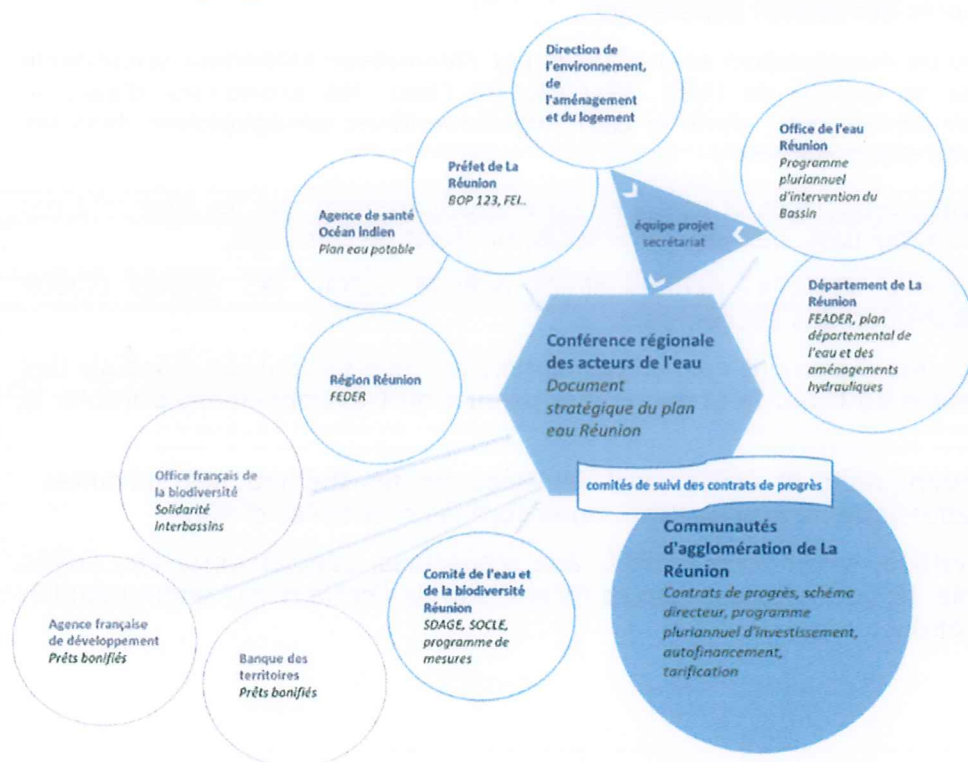 Direction de
l'environnement,
de
l'aménagement
et du logement
Office de l'eau
Réunion
Programme
pluriannuel
d'intervention du
Bassin
Préfet de La
Réunion
BOP 123, FEI..
Agence de santé
Océan indien
Plan eau potable
équipe projet
secrétariat
Département de La
Réunion
FEADER, plan
départemental de
l'eau et des
aménagements
hydrauliques
Conférence régionale
des acteurs de l'eau
Document
stratégique du plan
eau Réunion
Région Réunion
FEDER
Office français de
la biodiversité
Solidarité
Interbassins
comités de suivi des contrats de progrès
Communautés
d'agglomération de La
Réunion
Contrats de progrès, schéma
directeur, programme
pluriannuel d'investissement,
autofinancement,
tarification
Comité de l'eau et
de la biodiversité
Réunion
SDAGE, SOCLE,
programme de
mesures
Agence française
de développement
Prêts bonifiés
Banque des
territoires
Prêts bonifiés